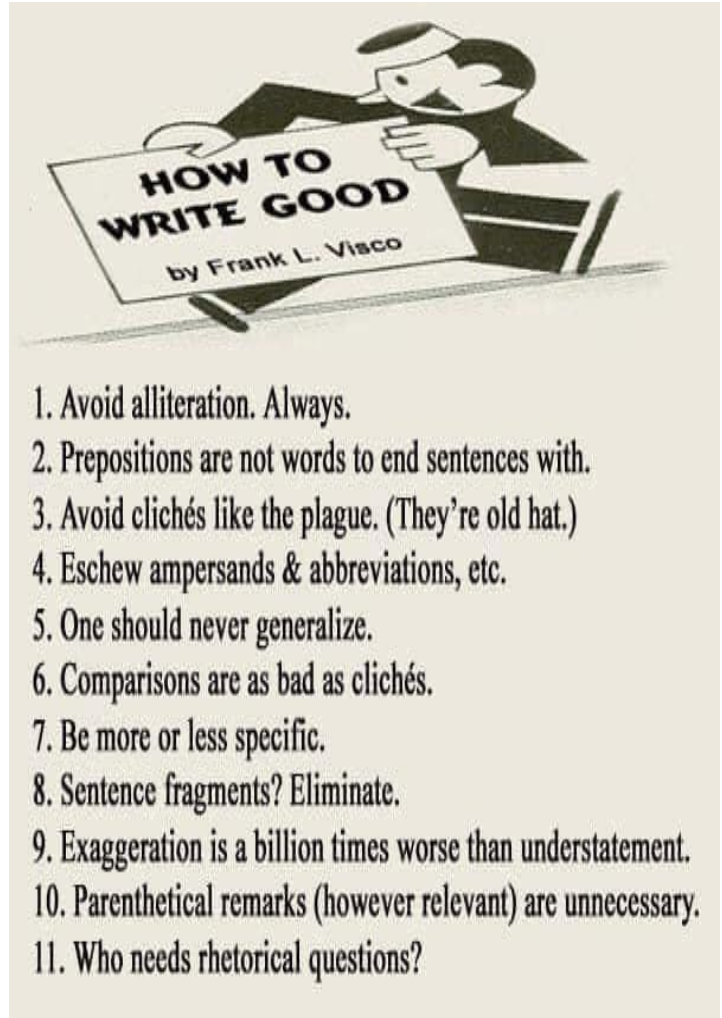 HOW TO
WRITE GOOD
by Frank L. Visco
1. Avoid alliteration. Always.
2. Prepositions are not words to end sentences with.
3. Avoid clichés like the plague. (They’re old hat.)
4. Eschew ampersands & abbreviations, etc.
5. One should never generalize.
6. Comparisons are as bad as clichés.
7. Be more or less specific.
8. Sentence fragments? Eliminate.
9. Exaggeration is a billion times worse than understatement.
10. Parenthetical remarks (however relevant) are unnecessary.
11. Who needs rhetorical questions?